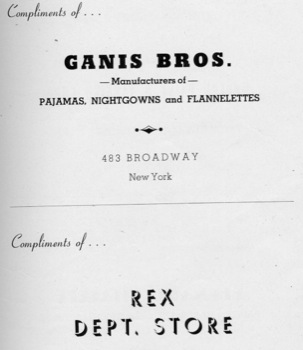 Compliments of . . .
GANIS BROS.
— Manufacturers of —
PAJAMAS, NIGHTGOWNS and FLANNELETTES
483 BROADWAY
New York
Compliments of . . .
REX
DEPT. STORE